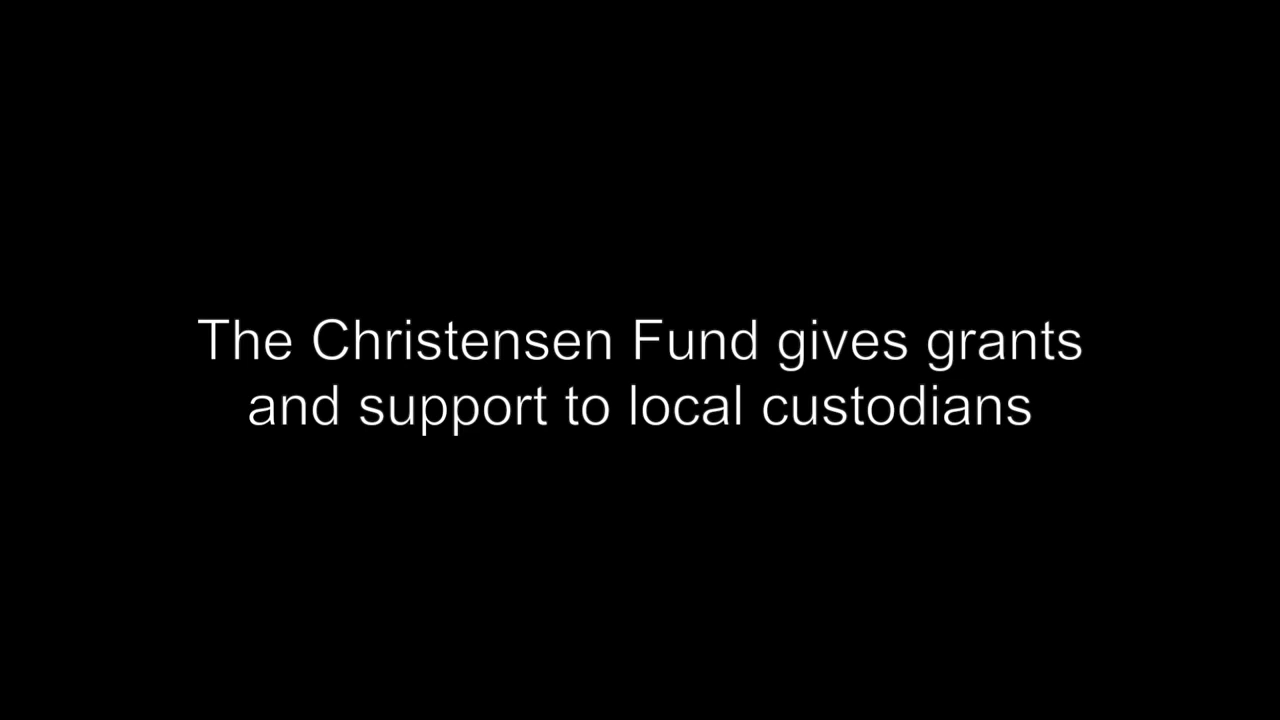 The Christensen Fund gives grants
and support to local custodians